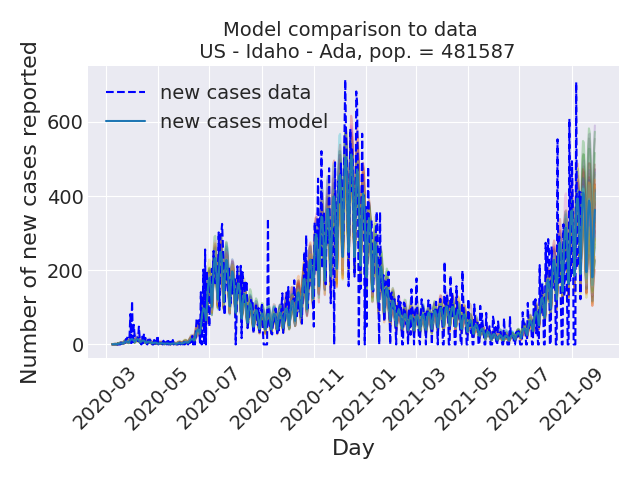 Model comparison to data
US - Idaho - Ada, pop. = 481587
Number of new cases reported
new cases data
new cases model
600
400
200
0
2020-03
2020-05
2020-07
2020-09
2020-11
2021-01
2021-03
2021-05
2021-07
2021-09
Day